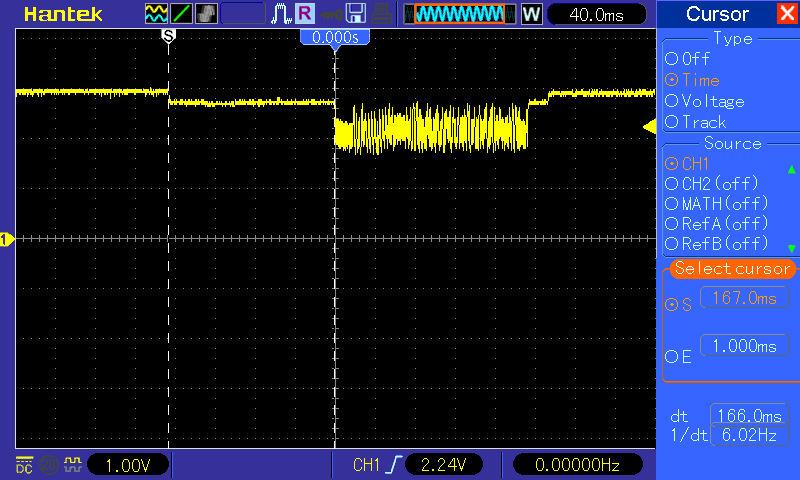 Hantek R W 40.0ms Cursor
S 0.000s
Type
Off
Time
Voltage
Track
Source
CH1
CH2(off)
MATH(off)
RefA(off)
RefB(off)
1
Select cursor
S 167.0ms
E 1.000ms
dt 166.0ms
1/dt 6.02Hz
DC 1.00V CH1 2.24V 0.00000Hz